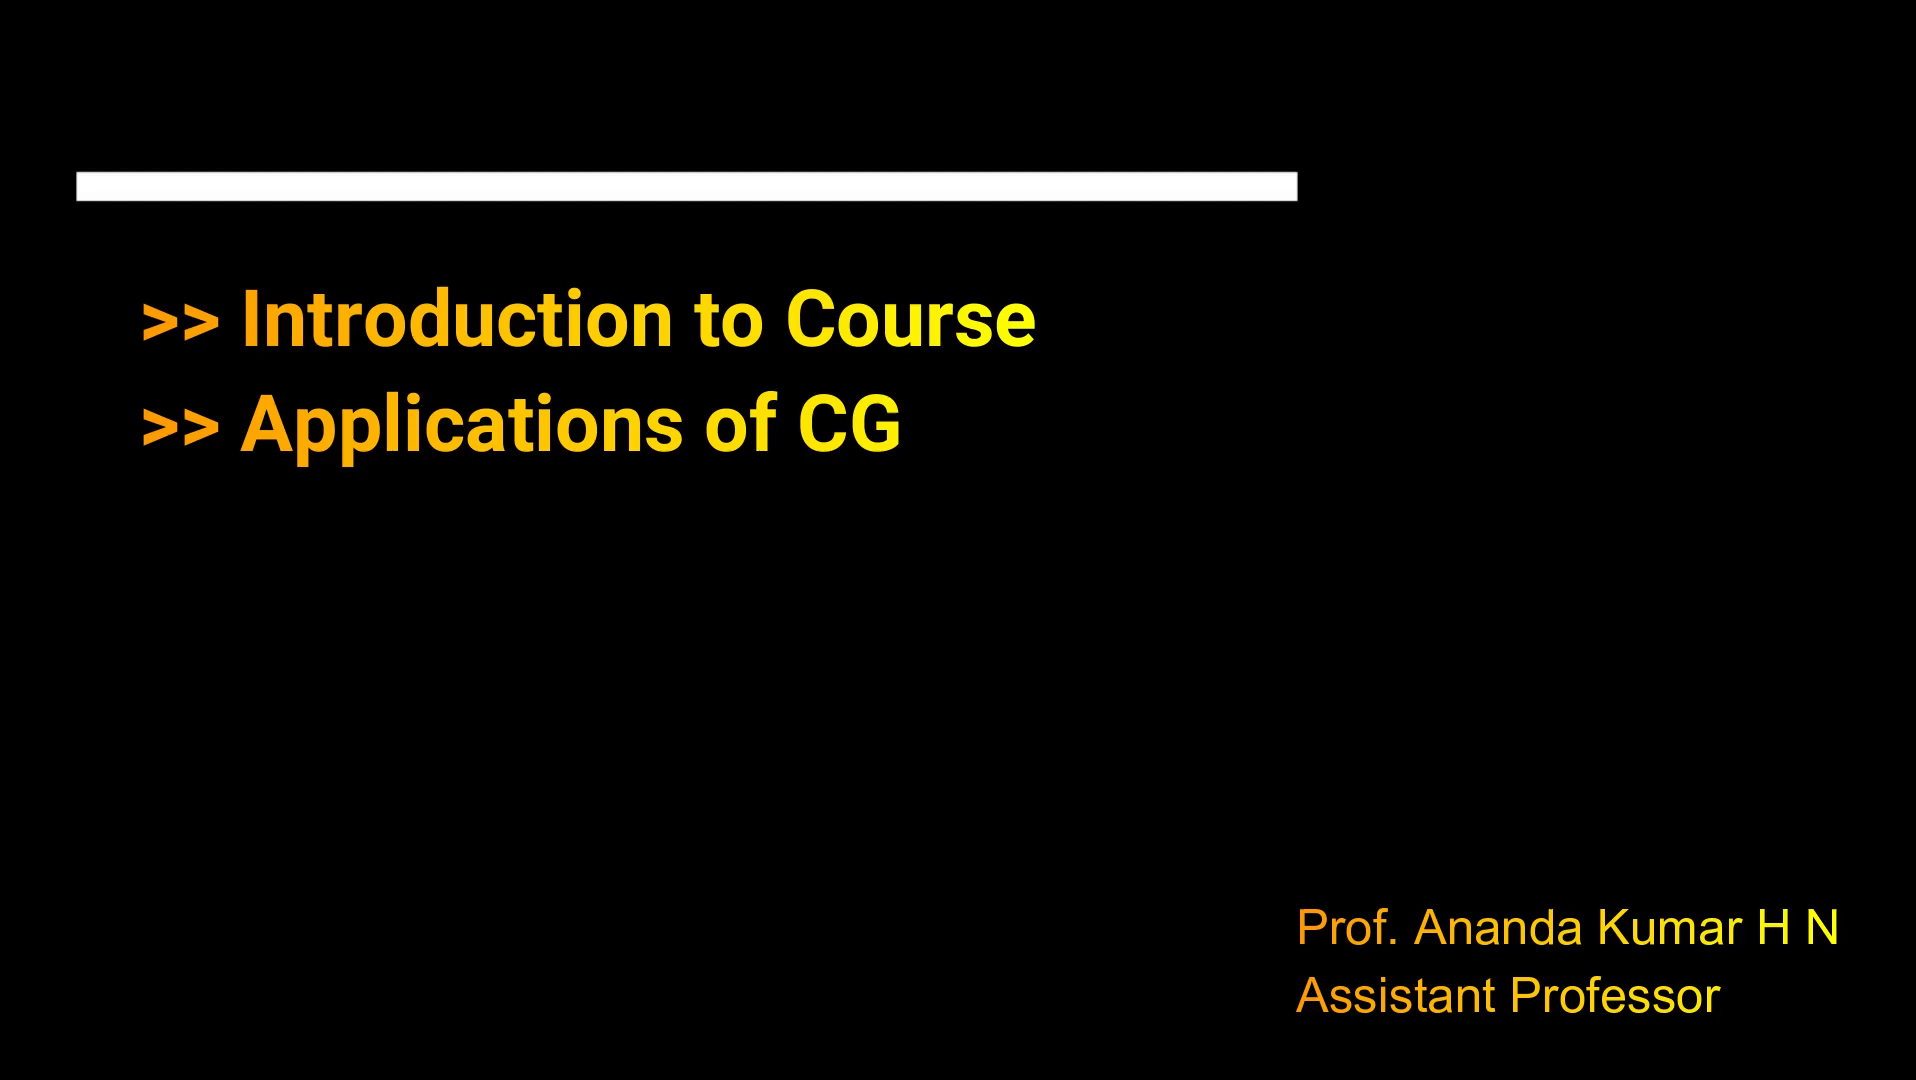 >> Introduction to Course
>> Applications of CG
Prof. Ananda Kumar H N
Assistant Professor